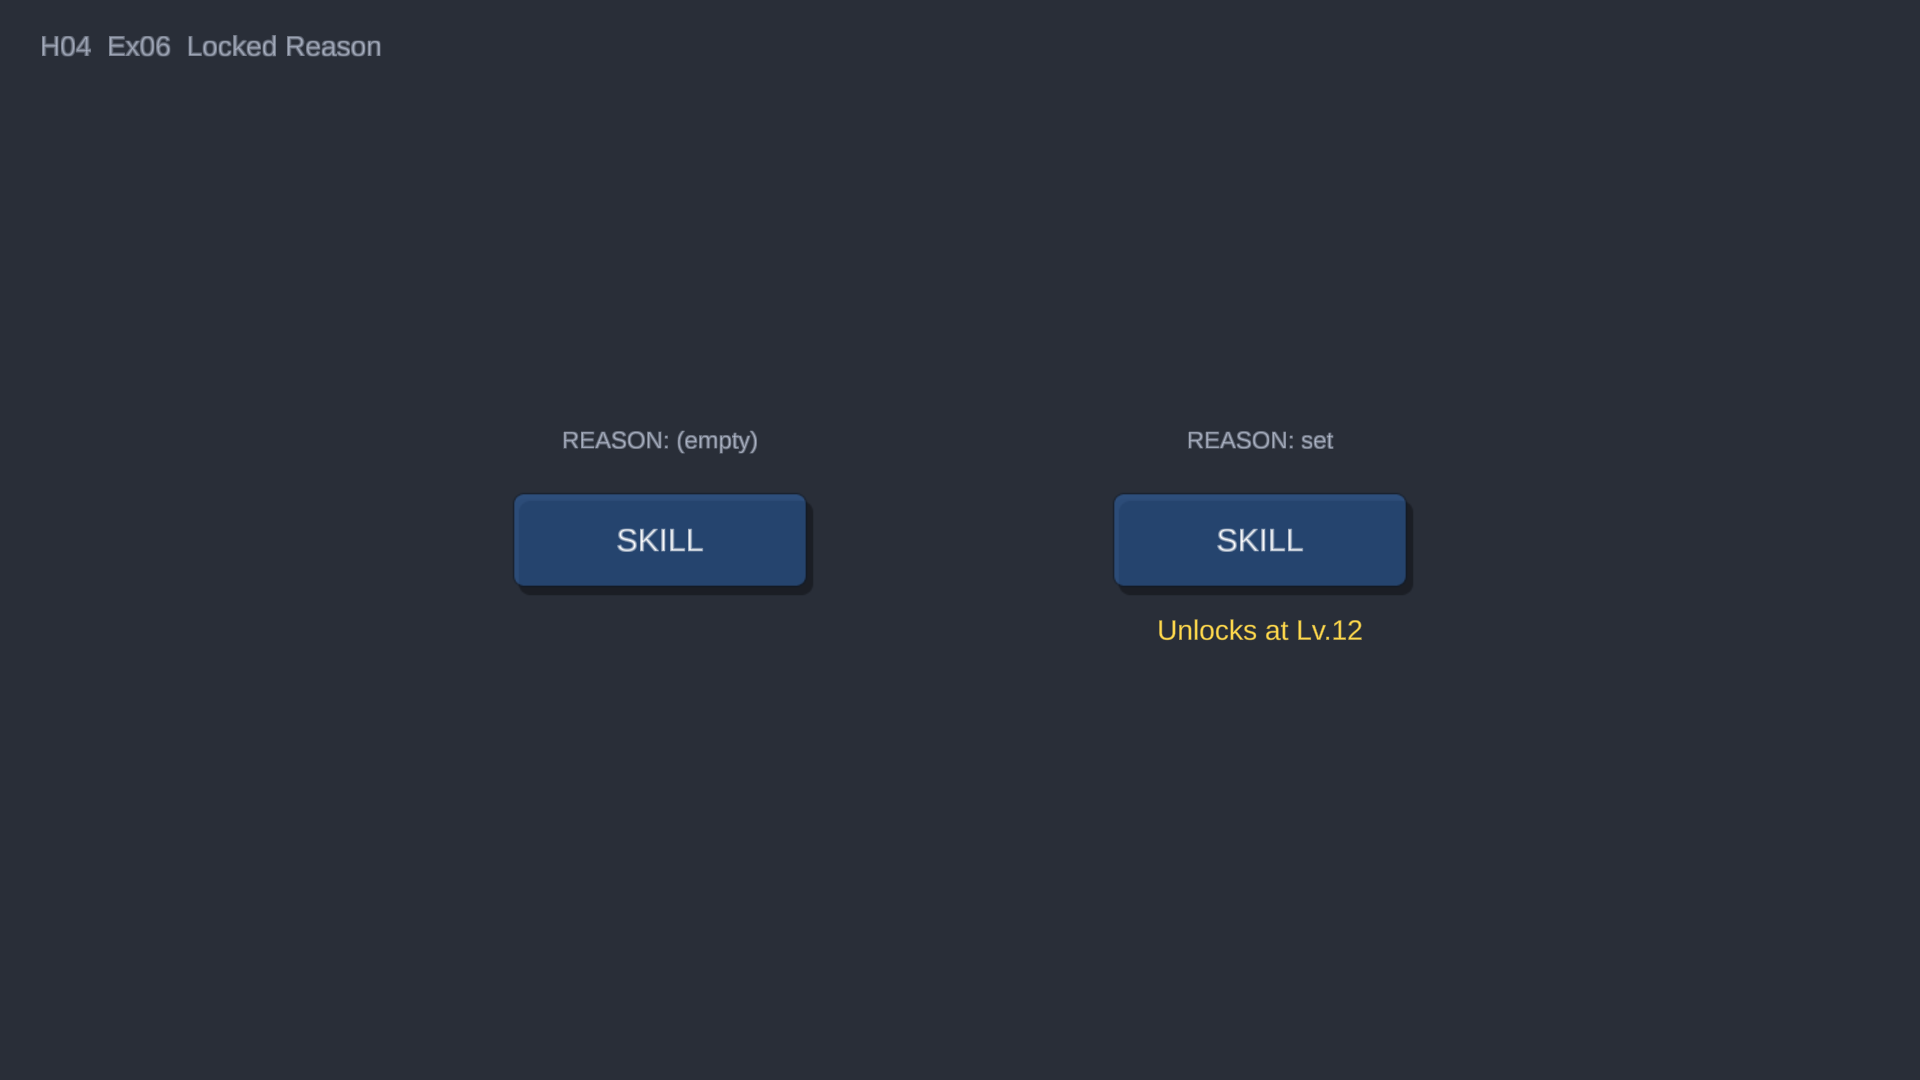 H04 Ex06 Locked Reason
REASON: (empty)
REASON: set
SKILL
SKILL
Unlocks at Lv.12